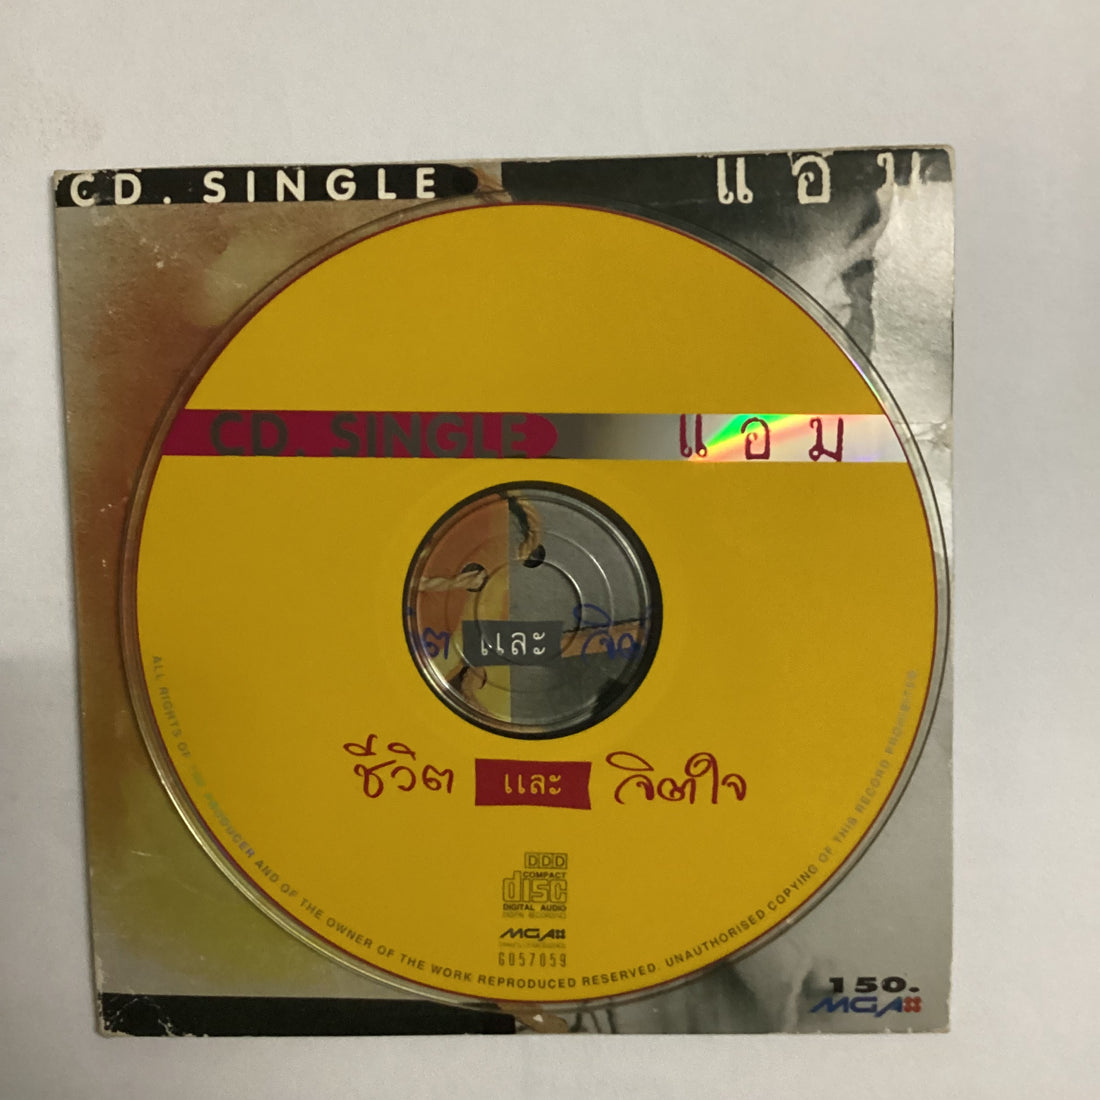 CD. SINGLE แอม
CD. SINGLE แอม
และ
ชีวิต และ จิตใจ
DDD
COMPACT
disc
DIGITAL AUDIO
MGA
G057059
ALL RIGHTS OF THE PRODUCER AND OF THE OWNER OF THE WORK REPRODUCED RESERVED. UNAUTHORISED COPYING OF THIS RECORD PROHIBITED
150.
MGA